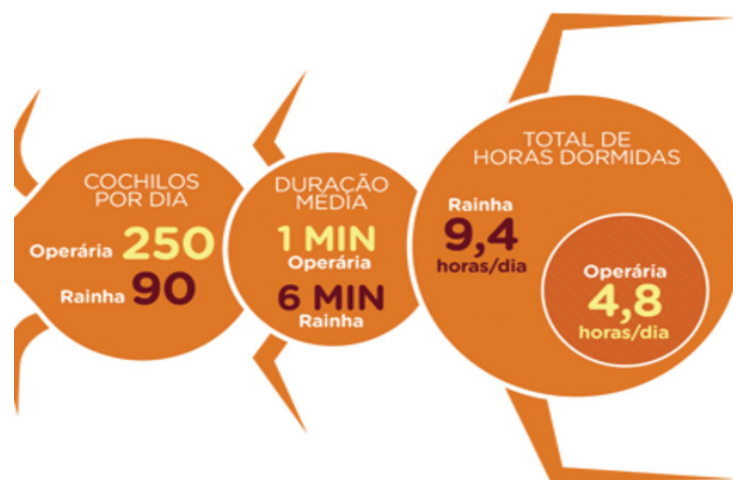 COCHILOS
POR DIA
Operária 250
Rainha 90
DURAÇÃO
MÉDIA
1 MIN
Operária
6 MIN
Rainha
TOTAL DE
HORAS DORMIDAS
Rainha
9,4
horas/dia
Operária
4,8
horas/dia